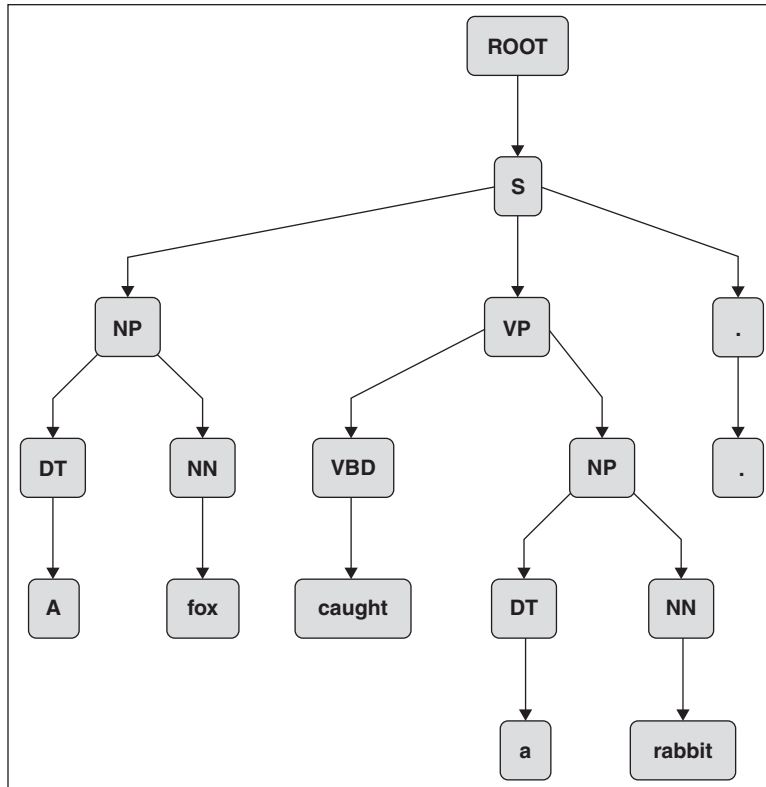 ROOT
S
NP VP .
DT NN VBD NP .
A fox caught DT NN
a rabbit